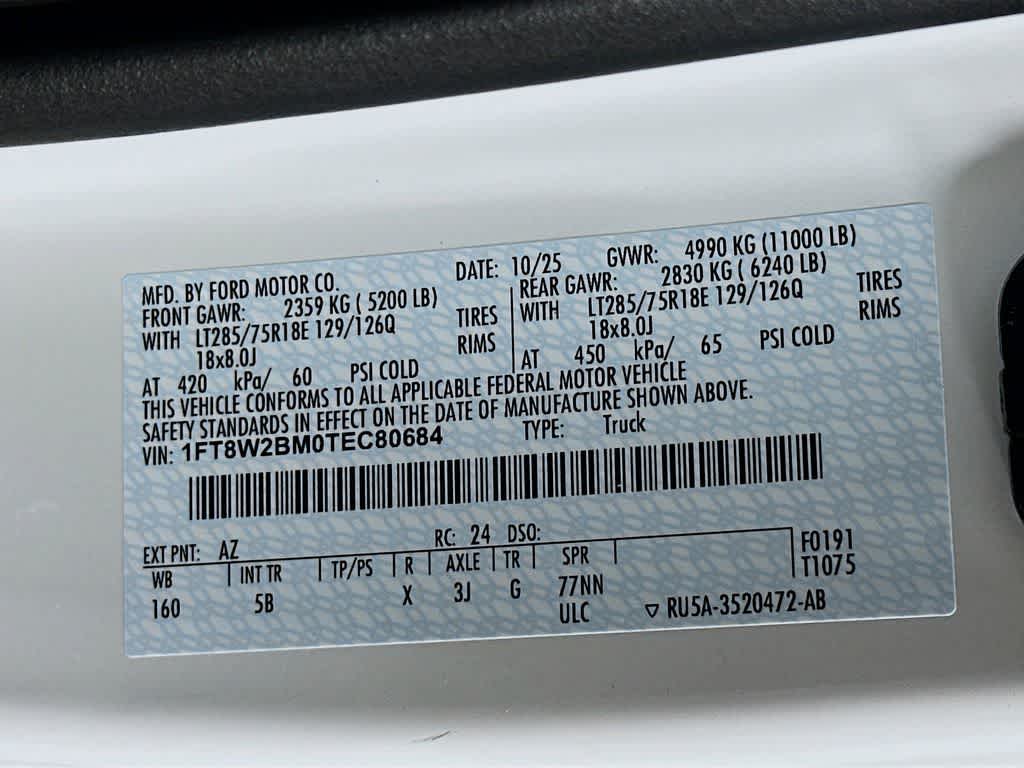 MFD. BY FORD MOTOR CO. DATE: 10/25 GVWR: 4990 KG (11000 LB)
FRONT GAWR: 2359 KG ( 5200 LB) REAR GAWR: 2830 KG ( 6240 LB)
WITH LT285/75R18E 129/126Q TIRES WITH LT285/75R18E 129/126Q TIRES
18x8.0J RIMS 18x8.0J RIMS
AT 420 kPa/ 60 PSI COLD AT 450 kPa/ 65 PSI COLD
THIS VEHICLE CONFORMS TO ALL APPLICABLE FEDERAL MOTOR VEHICLE
SAFETY STANDARDS IN EFFECT ON THE DATE OF MANUFACTURE SHOWN ABOVE.
VIN: 1FT8W2BM0TEC80684 TYPE: Truck
EXT PNT: AZ RC: 24 DSO: F0191
WB INT TR TP/PS R AXLE TR SPR T1075
160 5B X 3J G 77NN
ULC RU5A-3520472-AB